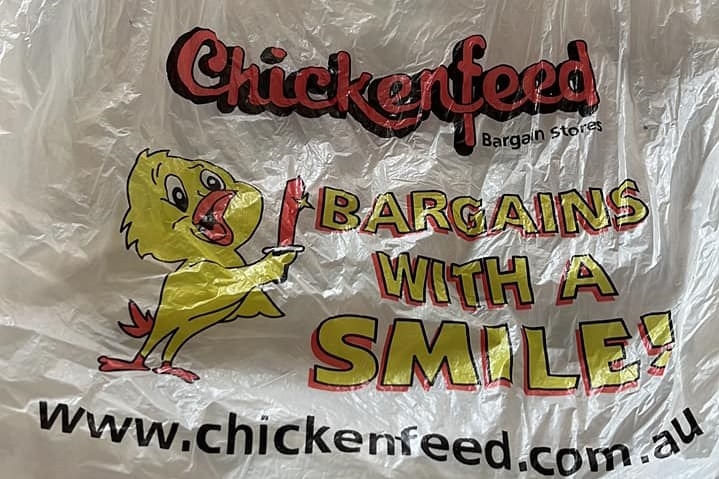 Chickenfeed
Bargain Stores
BARGAINS
WITH A
SMILE!
www.chickenfeed.com.au